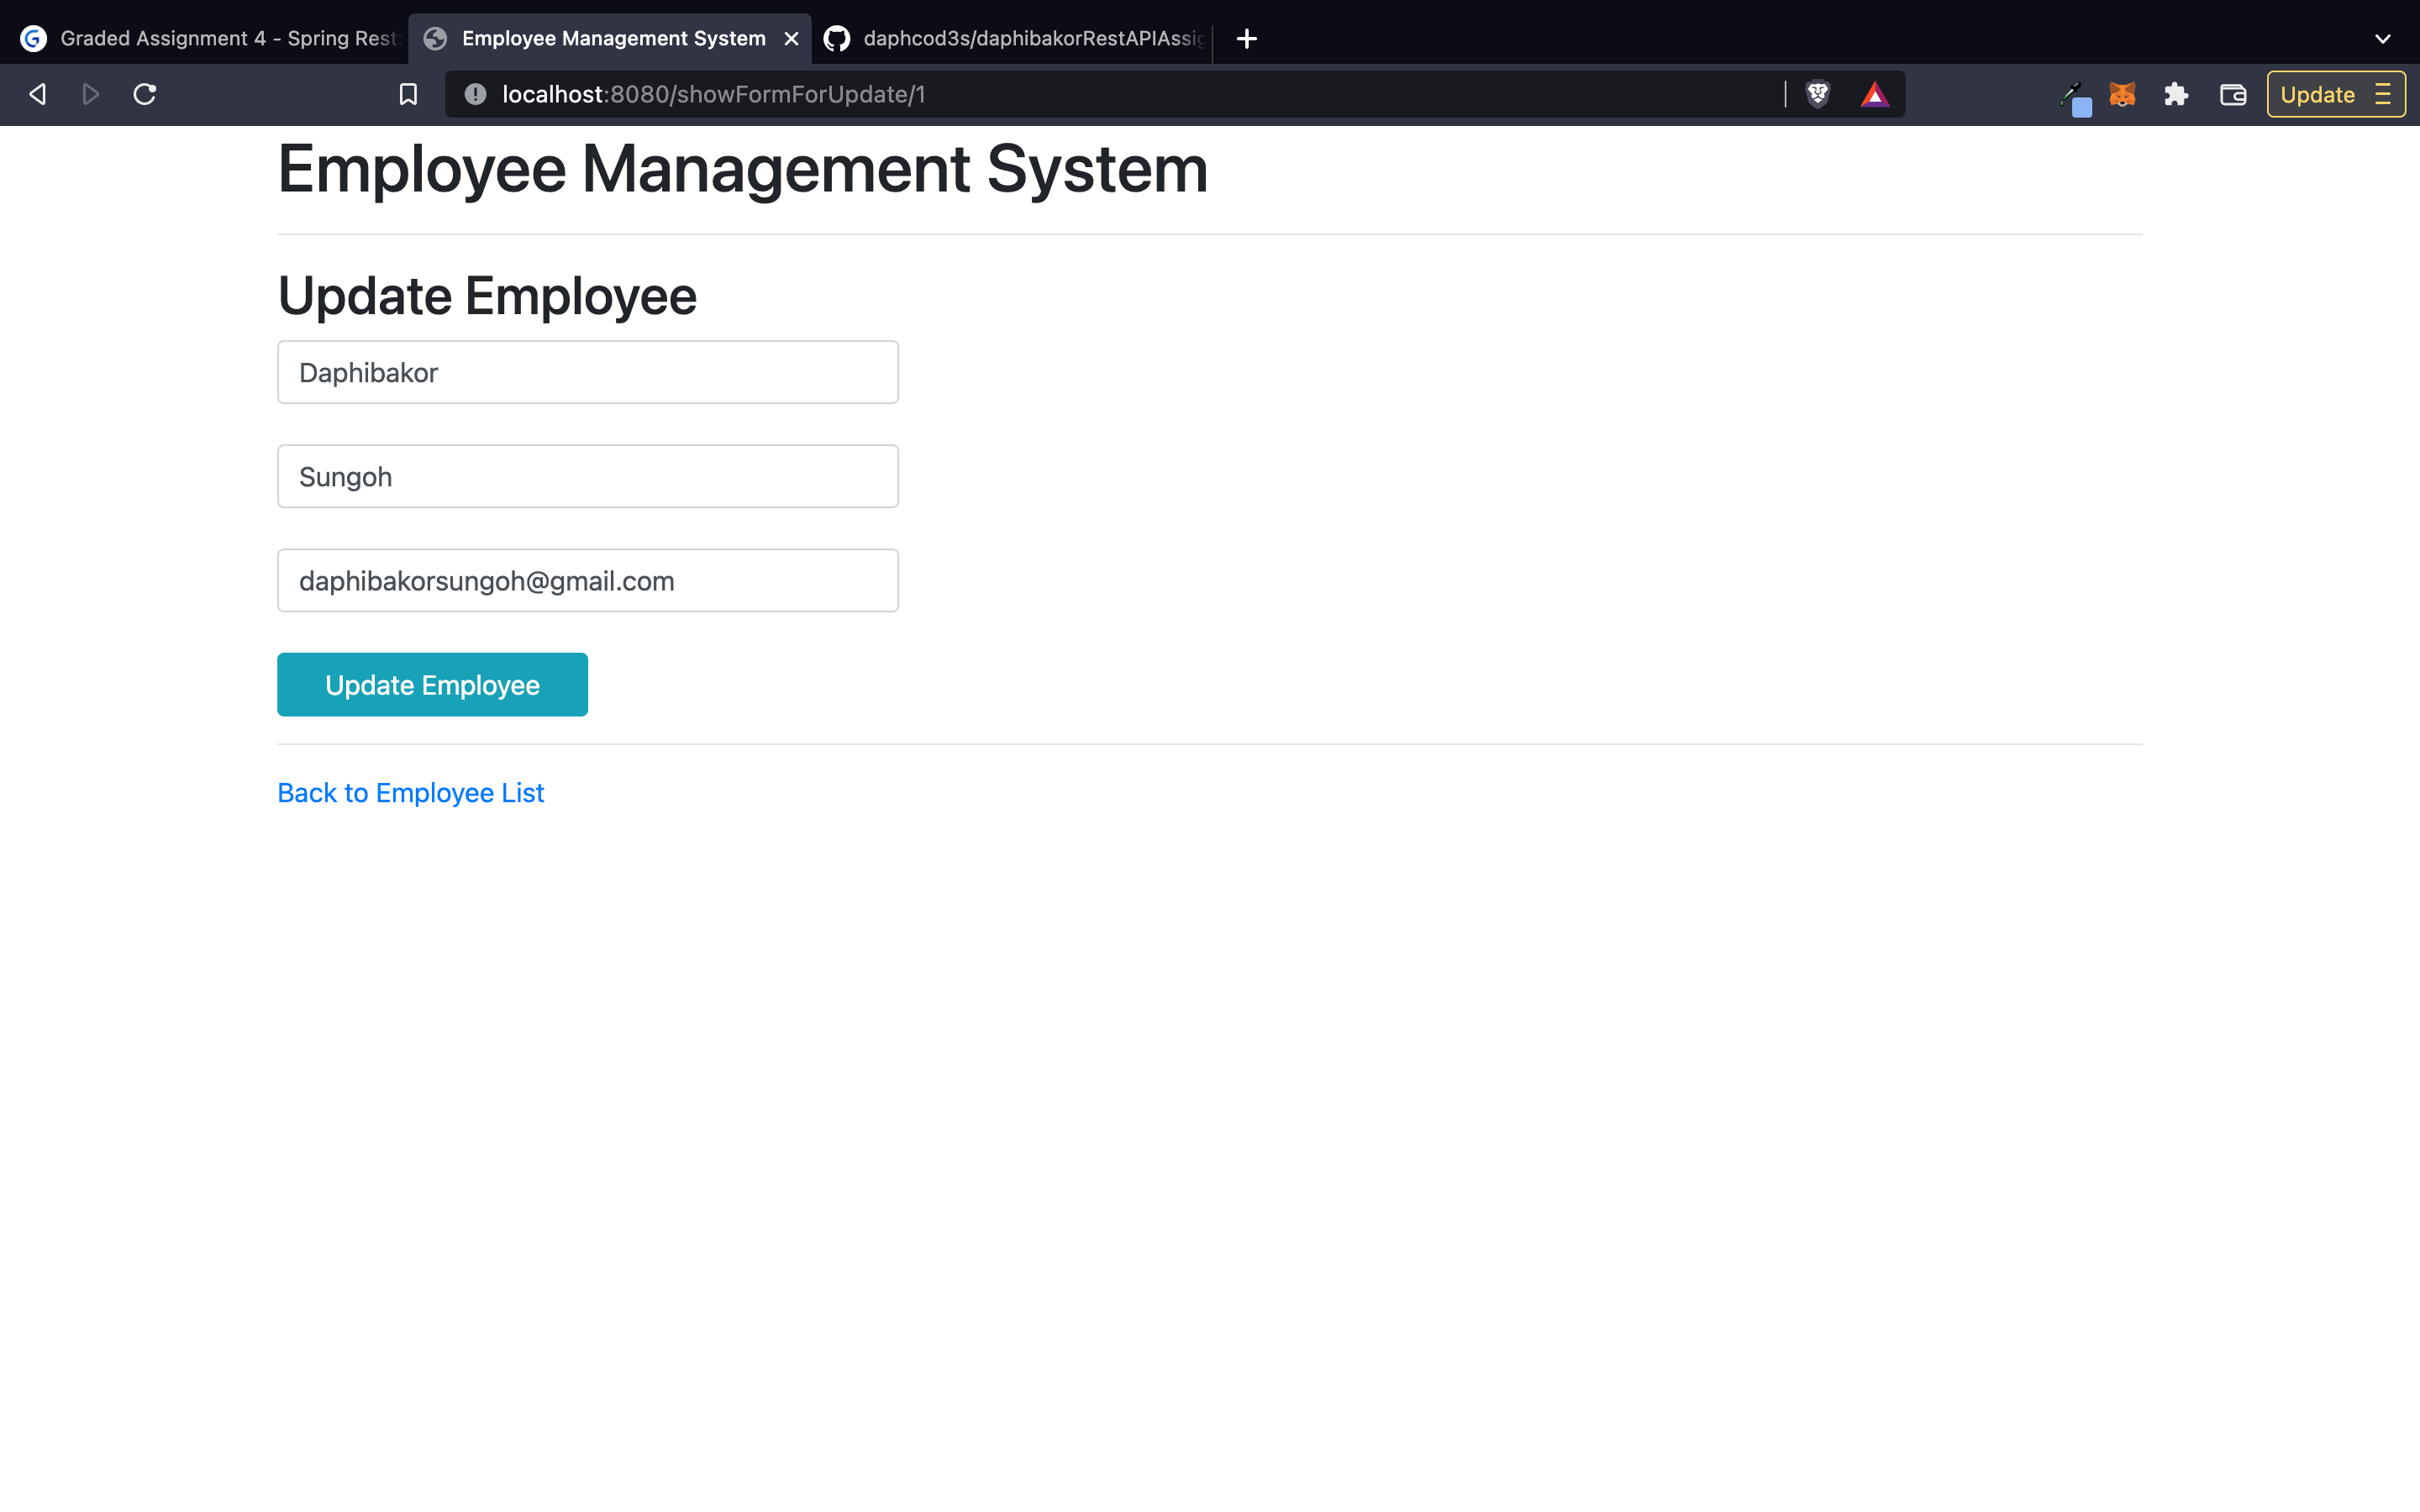 Graded Assignment 4 - Spring Rest
Employee Management System
daphcod3s/daphibakorRestAPIAssig
localhost:8080/showFormForUpdate/1
Update
Employee Management System
Update Employee
Daphibakor
Sungoh
daphibakorsungoh@gmail.com
Update Employee
Back to Employee List